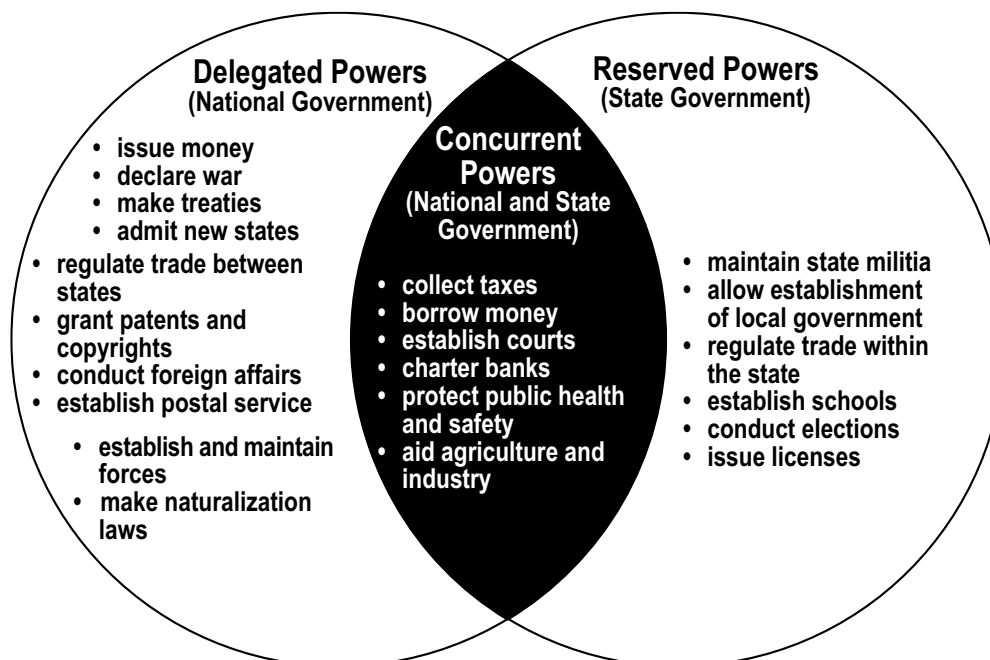 Delegated Powers
(National Government)
• issue money
• declare war
• make treaties
• admit new states
• regulate trade between
states
• grant patents and
copyrights
• conduct foreign affairs
• establish postal service
• establish and maintain
forces
• make naturalization
laws
Concurrent
Powers
(National and State
Government)
• collect taxes
• borrow money
• establish courts
• charter banks
• protect public health
and safety
• aid agriculture and
industry
Reserved Powers
(State Government)
• maintain state militia
• allow establishment
of local government
• regulate trade within
the state
• establish schools
• conduct elections
• issue licenses